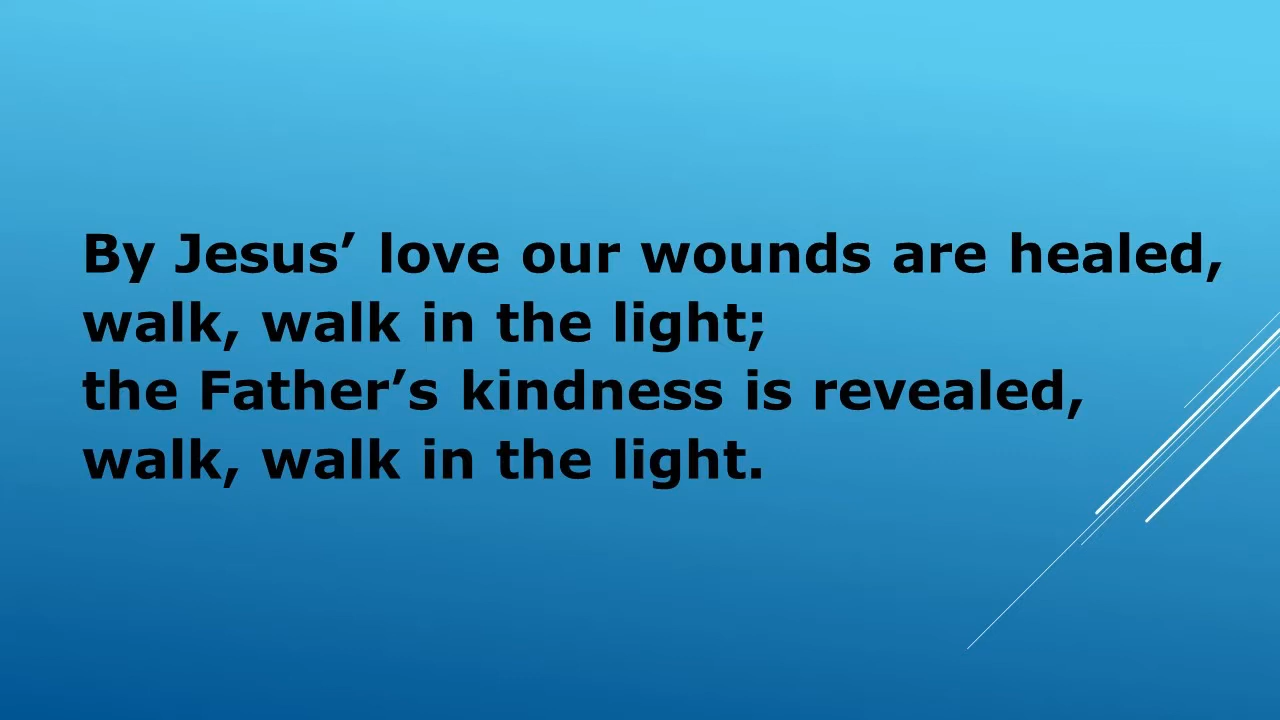 By Jesus’ love our wounds are healed,
walk, walk in the light;
the Father’s kindness is revealed,
walk, walk in the light.